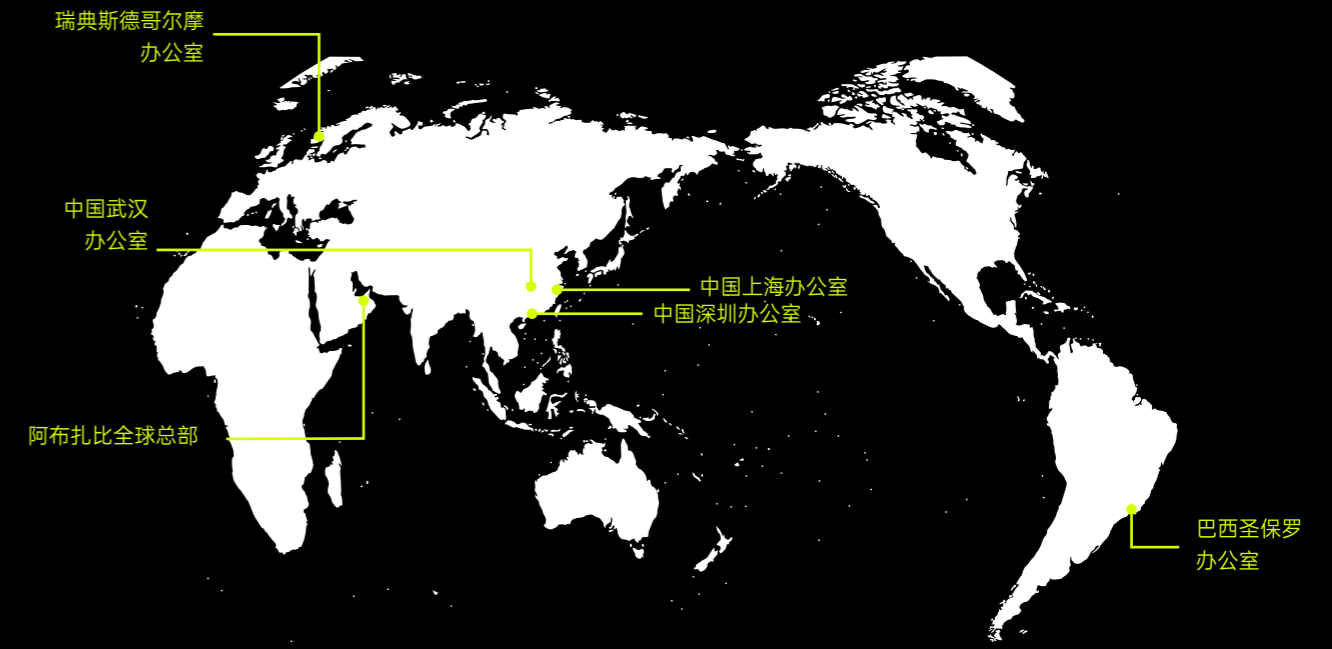 瑞典斯德哥尔摩
办公室
中国武汉
办公室
中国上海办公室
中国深圳办公室
阿布扎比全球总部
巴西圣保罗
办公室